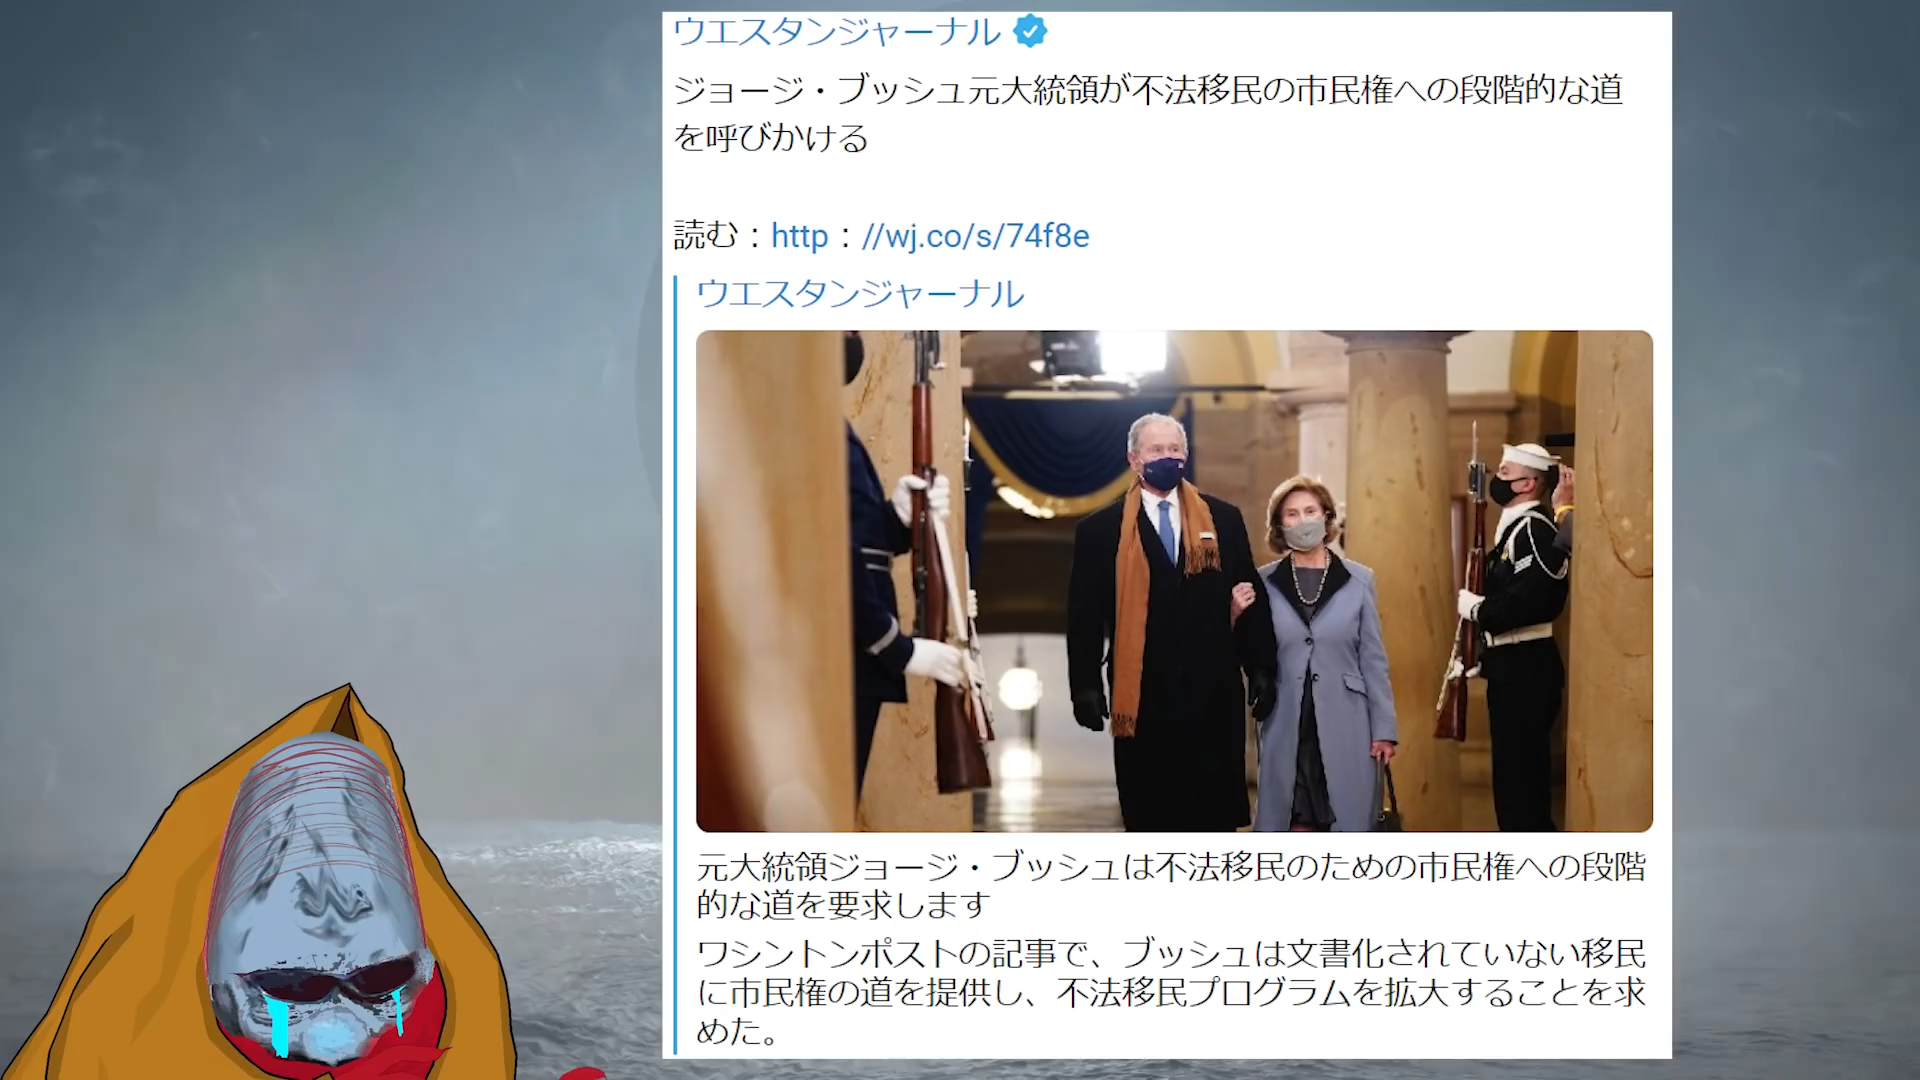 ウエスタンジャーナル
ジョージ・ブッシュ元大統領が不法移民の市民権への段階的な道
を呼びかける
読む：http：//wj.co/s/74f8e
ウエスタンジャーナル
元大統領ジョージ・ブッシュは不法移民のための市民権への段階
的な道を要求します
ワシントンポストの記事で、ブッシュは文書化されていない移民
に市民権の道を提供し、不法移民プログラムを拡大することを求
めた。